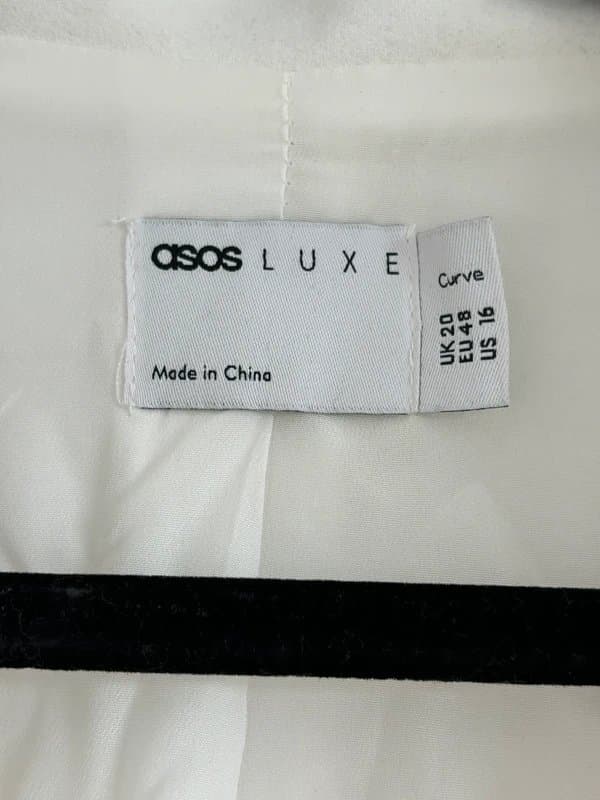 asos LUXE
Made in China
Curve
UK 20
EU 48
US 16